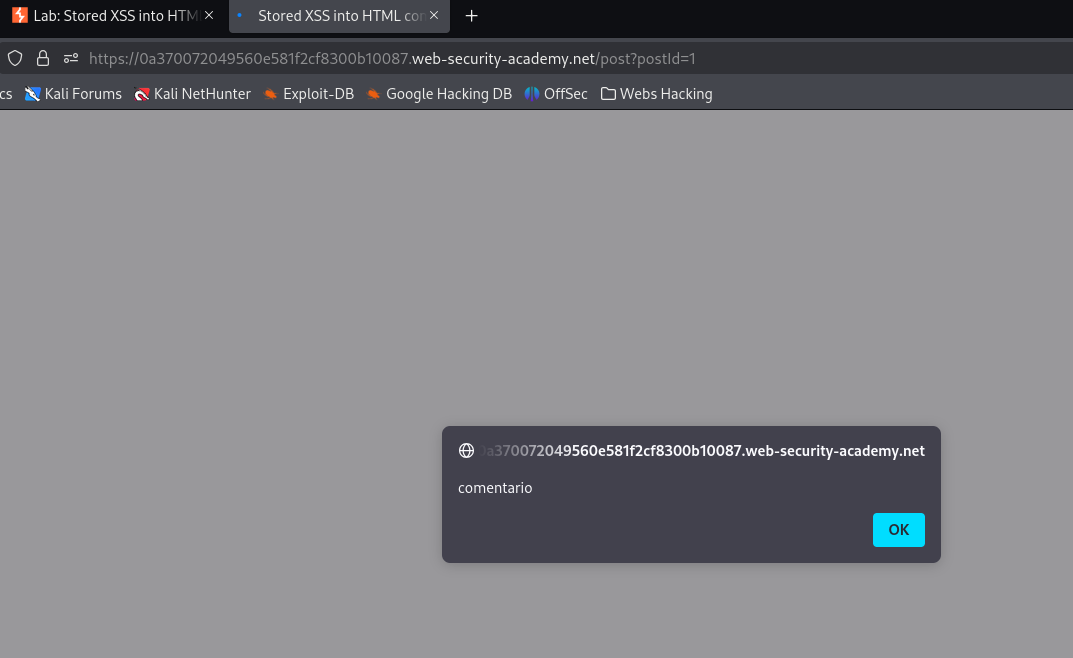 Lab: Stored XSS into HTM
Stored XSS into HTML con
https://0a370072049560e581f2cf8300b10087.web-security-academy.net/post?postId=1
cs Kali Forums Kali NetHunter Exploit-DB Google Hacking DB OffSec Webs Hacking
0a370072049560e581f2cf8300b10087.web-security-academy.net
comentario
OK